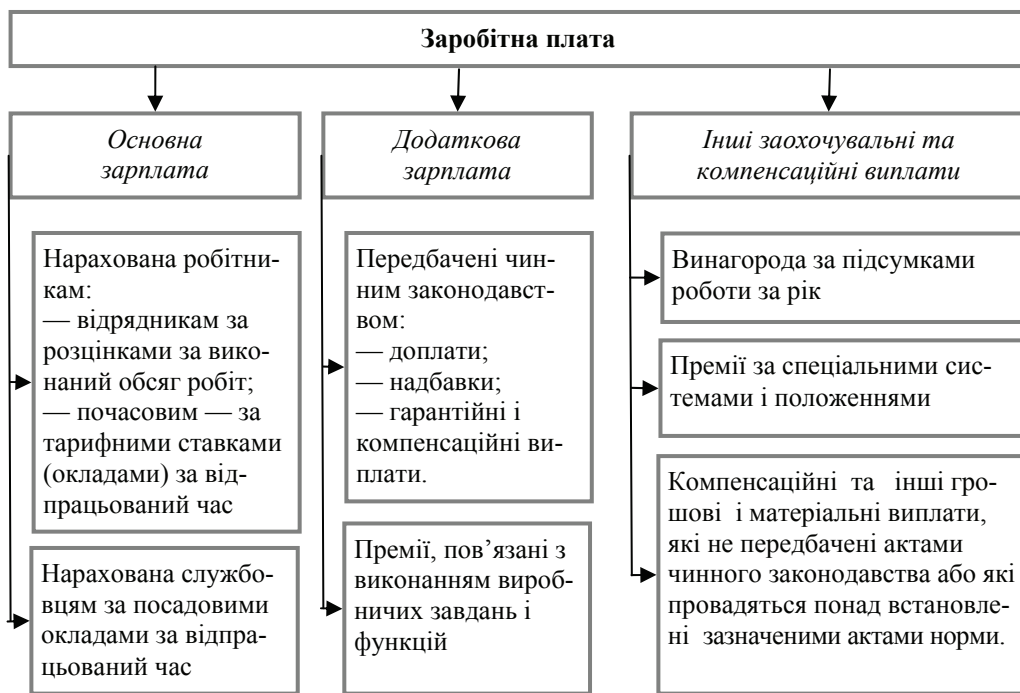 Заробітна плата
Основна
зарплата
Нарахована робітни-
кам:
— відрядникам за
розцінками за вико-
наний обсяг робіт;
— почасовим — за
тарифними ставками
(окладами) за від-
працьований час
Нарахована службо-
вцям за посадовими
окладами за відпра-
цьований час
Додаткова
зарплата
Передбачені чин-
ним законодавст-
вом:
— доплати;
— надбавки;
— гарантійні і
компенсаційні ви-
плати.
Премії, пов’язані з
виконанням вироб-
ничих завдань і
функцій
Інші заохочувальні та
компенсаційні виплати
Винагорода за підсумками
роботи за рік
Премії за спеціальними сис-
темами і положеннями
Компенсаційні та інші гро-
шові і матеріальні виплати,
які не передбачені актами
чинного законодавства або які
провадяться понад встановле-
ні зазначеними актами норми.